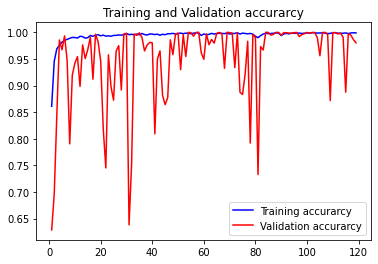 Training and Validation accurarcy
1.00
0.95
0.90
0.85
0.80
0.75
0.70
0.65
Training accurarcy
Validation accurarcy
0 20 40 60 80 100 120